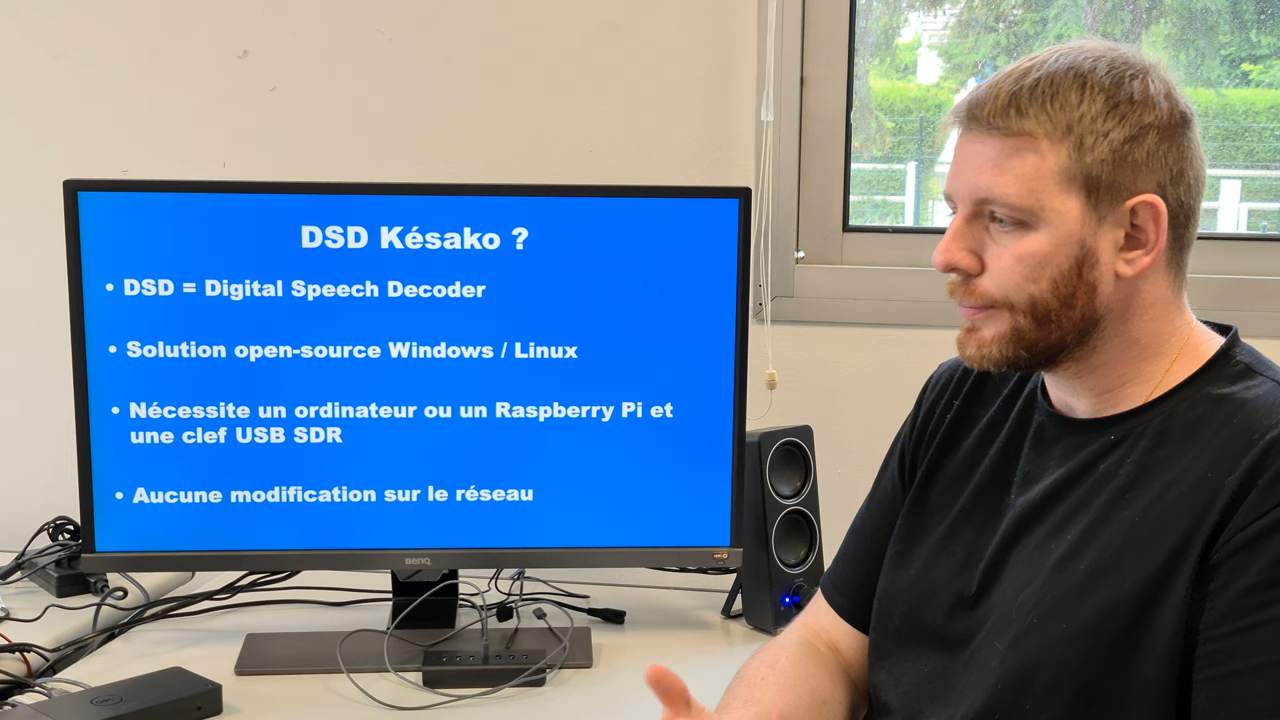 DSD Késako ?
• DSD = Digital Speech Decoder
• Solution open-source Windows / Linux
• Nécessite un ordinateur ou un Raspberry Pi et
une clef USB SDR
• Aucune modification sur le réseau
BenQ
DELL